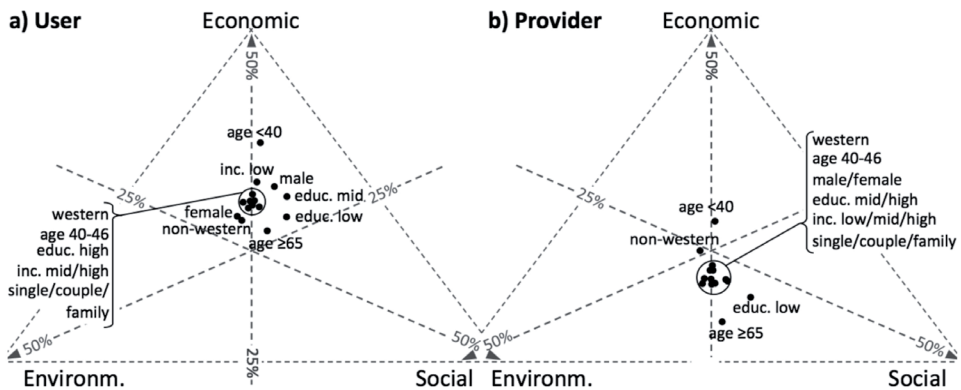 a) User
Economic
50%
age <40
inc. low
male
25%
25%
educ. mid
educ. low
female
non-western
age ≥65
western
age 40-46
educ. high
inc. mid/high
single/couple/
family
50%
50%
25%
Environm.
Social
b) Provider
Economic
50%
western
age 40-46
male/female
educ. mid/high
inc. low/mid/high
single/couple/family
25%
25%
age <40
non-western
educ. low
age ≥65
50%
50%
Environm.
Social